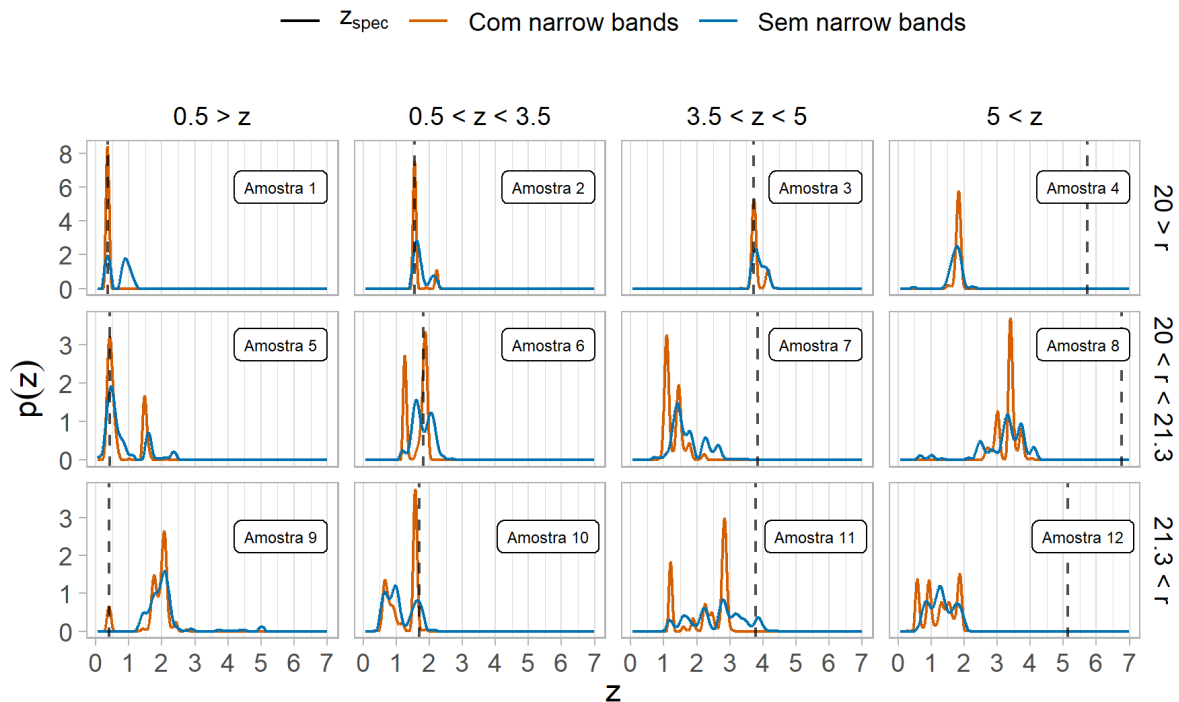 z_spec Com narrow bands Sem narrow bands
0.5 > z 0.5 < z < 3.5 3.5 < z < 5 5 < z
8
6
4
2
0
Amostra 1 Amostra 2 Amostra 3 Amostra 4
20 > r
3
2
1
0
Amostra 5 Amostra 6 Amostra 7 Amostra 8
20 < r < 21.3
p(z)
3
2
1
0
Amostra 9 Amostra 10 Amostra 11 Amostra 12
21.3 < r
0 1 2 3 4 5 6 7 0 1 2 3 4 5 6 7 0 1 2 3 4 5 6 7 0 1 2 3 4 5 6 7
z